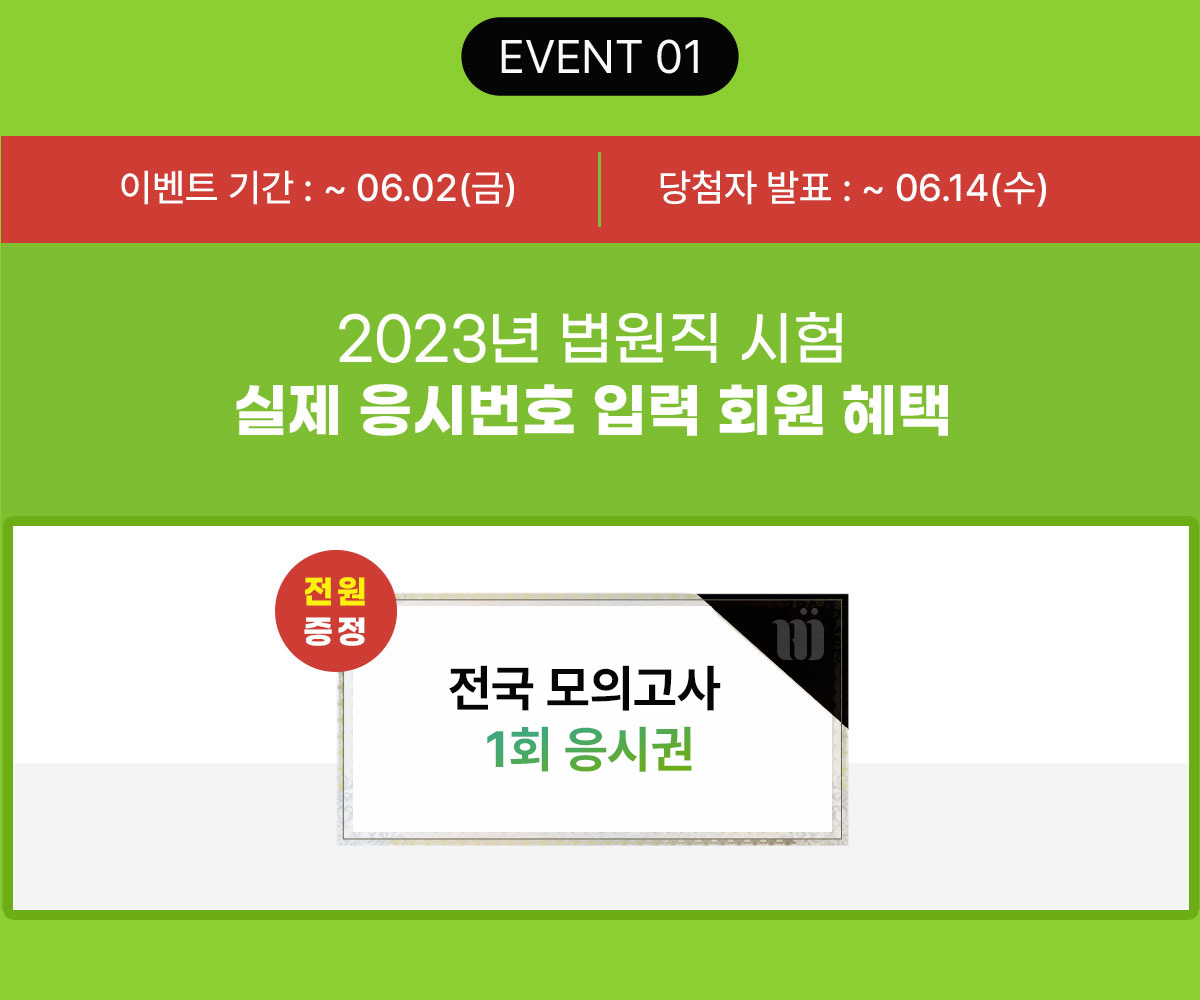 EVENT 01
이벤트 기간 : ~ 06.02(금)
당첨자 발표 : ~ 06.14(수)
2023년 법원직 시험
실제 응시번호 입력 회원 혜택
전원
증정
전국 모의고사
1회 응시권